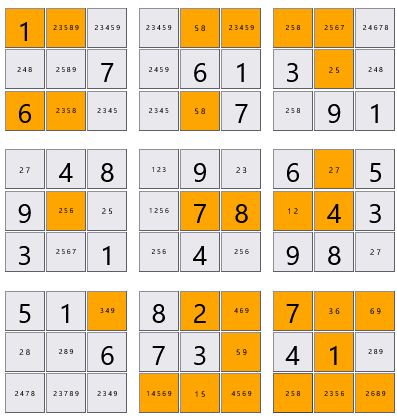 1 23589 23459 23459 58 23459 258 2567 24678
248 2589 7 2459 6 1 3 25 248
6 2358 2345 2345 58 7 258 9 1
27 4 8 123 9 23 6 27 5
9 256 25 1256 7 8 12 4 3
3 2567 1 256 4 256 9 8 27
5 1 349 8 2 469 7 36 69
28 289 6 7 3 59 4 1 289
2478 23789 2349 14569 15 4569 258 2356 2689